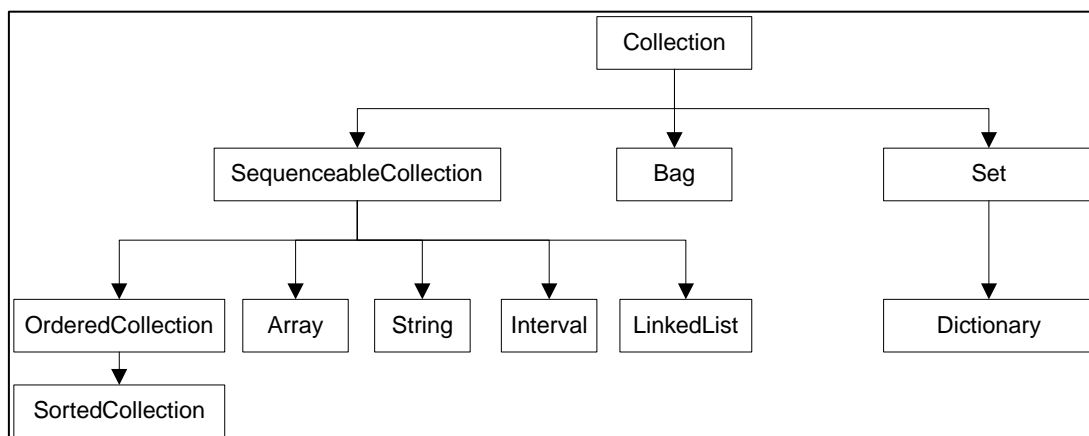 Collection
SequenceableCollection
Bag
Set
OrderedCollection
Array
String
Interval
LinkedList
Dictionary
SortedCollection